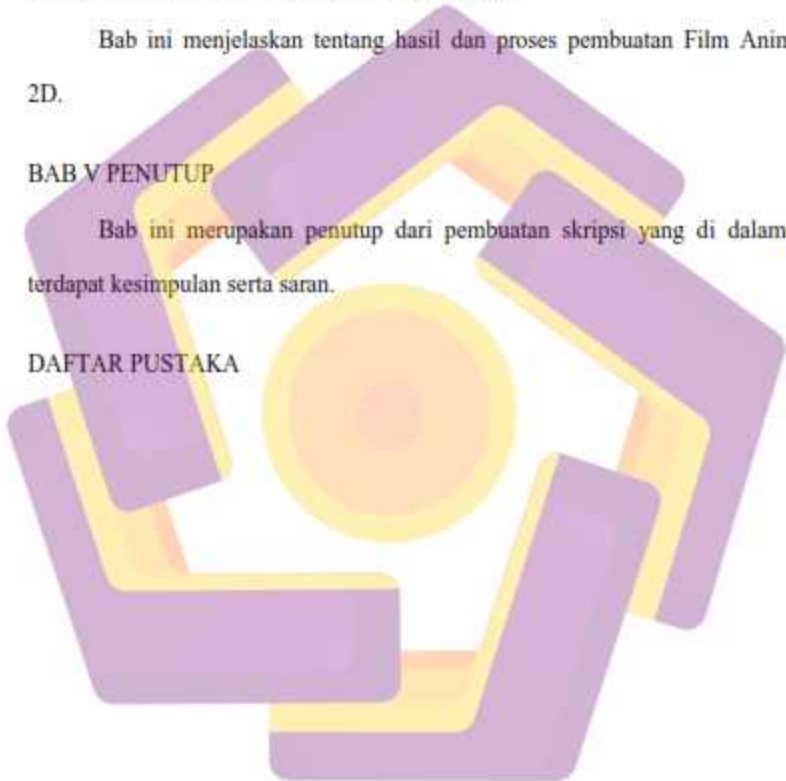 Bab ini menjelaskan tentang hasil dan proses pembuatan Film Anim
2D.
BAB V PENUTUP
Bab ini merupakan penutup dari pembuatan skripsi yang di dalam
terdapat kesimpulan serta saran.
DAFTAR PUSTAKA